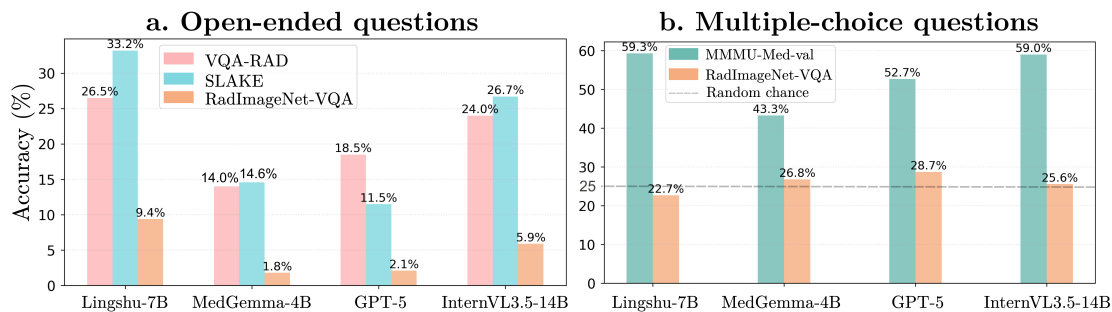 a. Open-ended questions
Accuracy (%)
30
25
20
15
10
5
0
VQA-RAD
SLAKE
RadImageNet-VQA
26.5%
33.2%
9.4%
14.0%
14.6%
1.8%
18.5%
11.5%
2.1%
24.0%
26.7%
5.9%
Lingshu-7B
MedGemma-4B
GPT-5
InternVL3.5-14B
b. Multiple-choice questions
60
50
40
30
25
20
10
0
MMMU-Med-val
RadImageNet-VQA
Random chance
59.3%
22.7%
43.3%
26.8%
52.7%
28.7%
59.0%
25.6%
Lingshu-7B
MedGemma-4B
GPT-5
InternVL3.5-14B